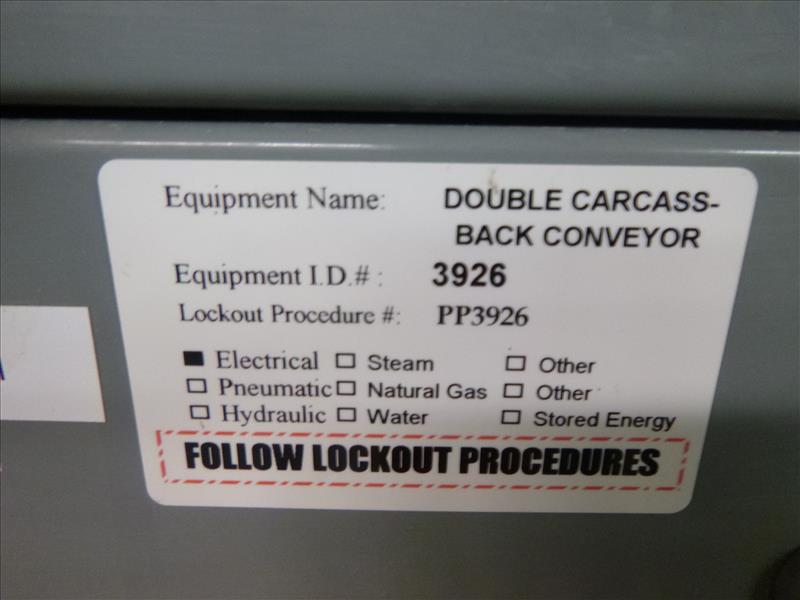 Equipment Name: DOUBLE CARCASS-
BACK CONVEYOR
Equipment I.D.#: 3926
Lockout Procedure #: PP3926
■ Electrical □ Steam □ Other
□ Pneumatic □ Natural Gas □ Other
□ Hydraulic □ Water □ Stored Energy
FOLLOW LOCKOUT PROCEDURES